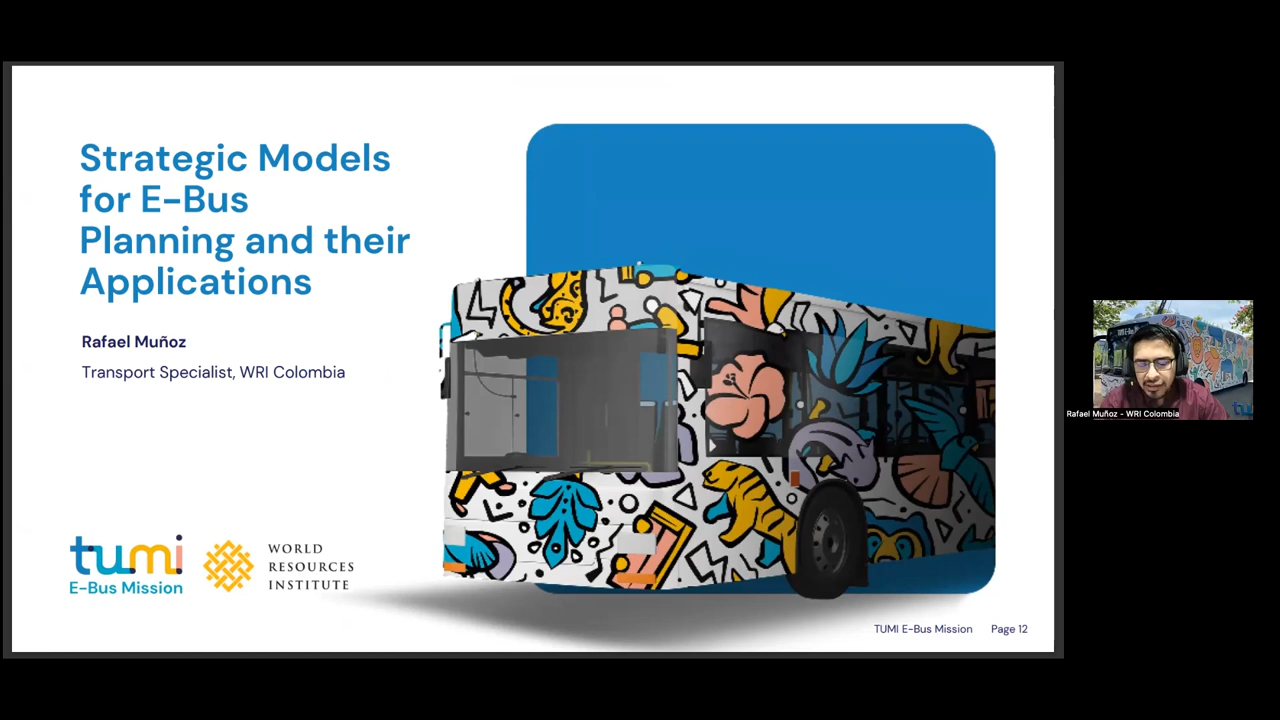 Strategic Models
for E-Bus
Planning and their
Applications
Rafael Muñoz
Transport Specialist, WRI Colombia
tumi
E-Bus Mission
WORLD
RESOURCES
INSTITUTE
TUMI E-Bus Mission Page 12
Rafael Muñoz - WRI Colombia